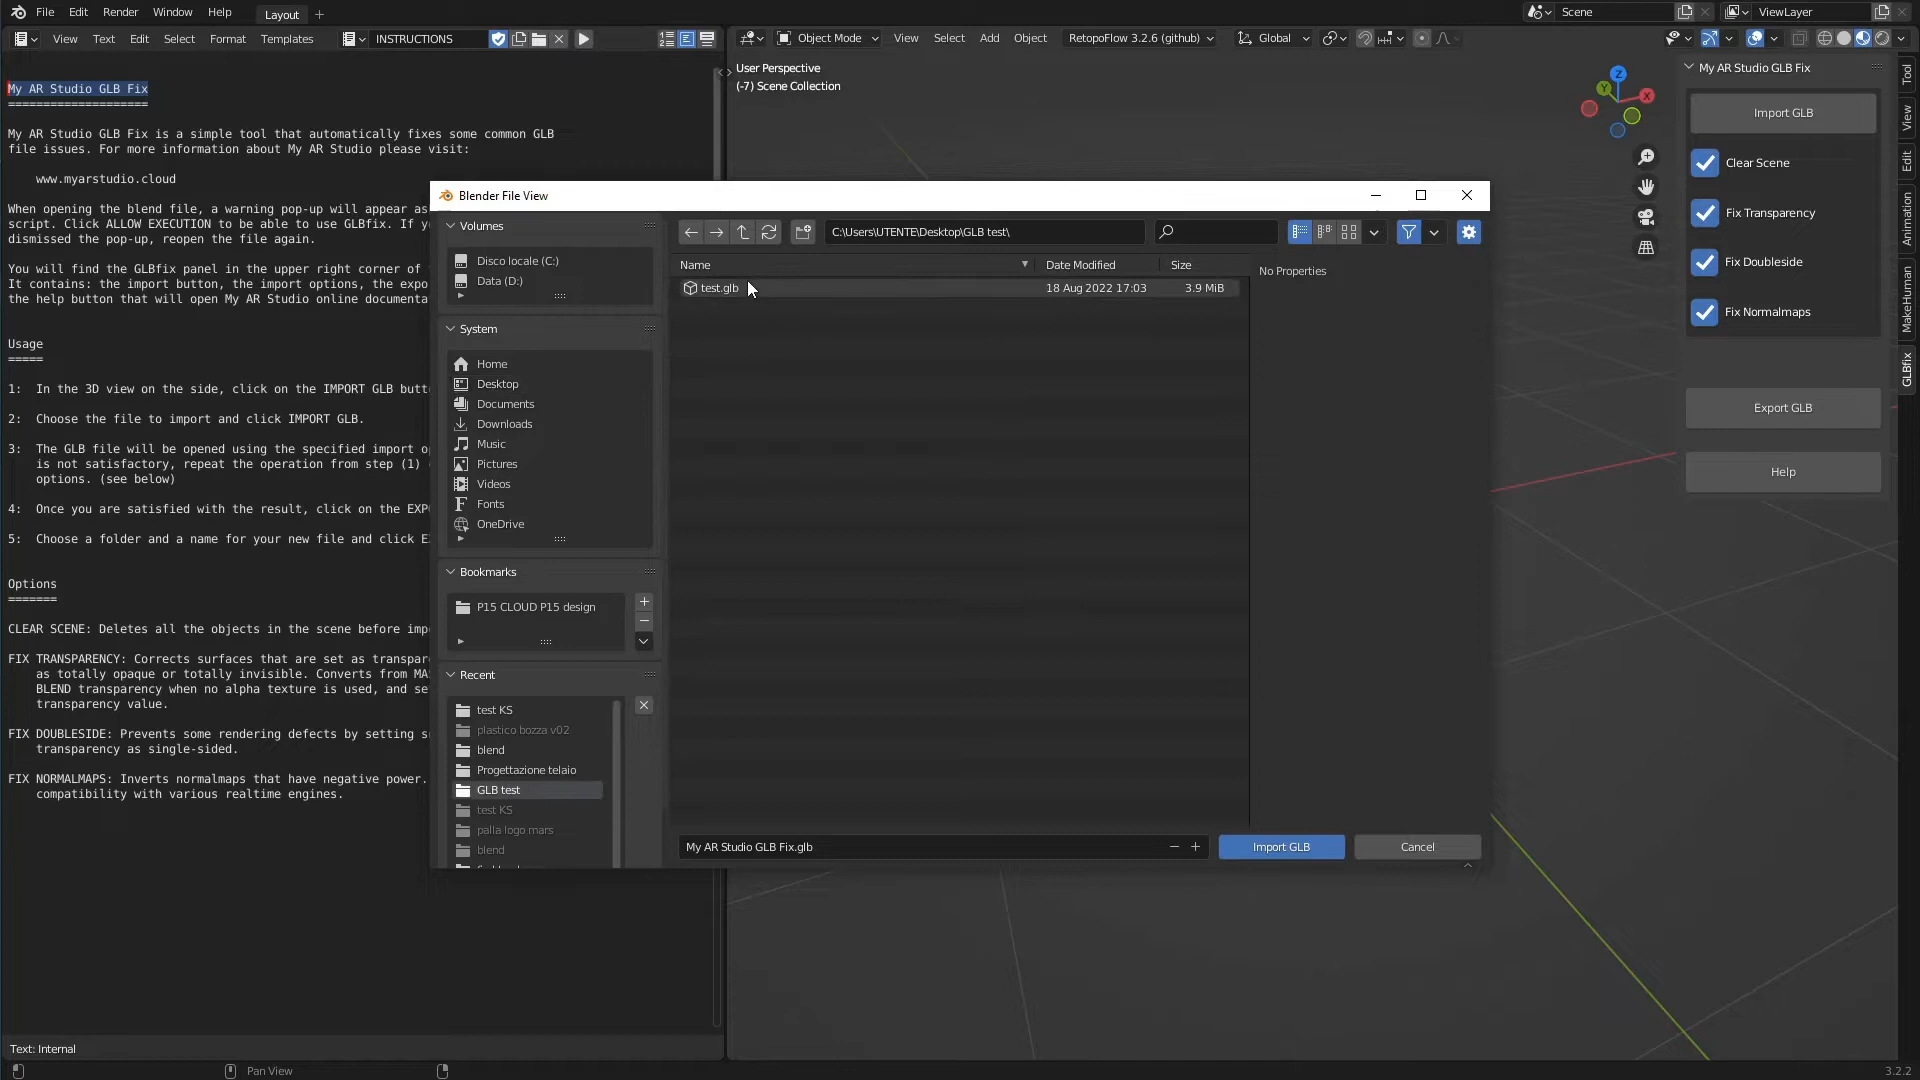 File Edit Render Window Help Layout + Scene ViewLayer
View Text Edit Select Format Templates INSTRUCTIONS
Object Mode View Select Add Object RetopoFlow 3.2.6 (github) Global
My AR Studio GLB Fix
=====================
My AR Studio GLB Fix is a simple tool that automatically fixes some common GLB
file issues. For more information about My AR Studio please visit:
www.myarstudio.cloud
When opening the blend file, a warning pop-up will appear as
script. Click ALLOW EXECUTION to be able to use GLBfix. If
dismissed the pop-up, reopen the file again.
You will find the GLBfix panel in the upper right corner of
It contains: the import button, the import options, the expo
the help button that will open My AR Studio online documenta
Usage
=====
1: In the 3D view on the side, click on the IMPORT GLB butt
2: Choose the file to import and click IMPORT GLB.
3: The GLB file will be opened using the specified import o
is not satisfactory, repeat the operation from step (1)
options. (see below)
4: Once you are satisfied with the result, click on the EXP
5: Choose a folder and a name for your new file and click E
Options
=======
CLEAR SCENE: Deletes all the objects in the scene before imp
FIX TRANSPARENCY: Corrects surfaces that are set as transpar
as totally opaque or totally invisible. Converts from MA
BLEND transparency when no alpha texture is used, and se
transparency value.
FIX DOUBLESIDE: Prevents some rendering defects by setting s
transparency as single-sided.
FIX NORMALMAPS: Inverts normalmaps that have negative power.
compatibility with various realtime engines.
Text: Internal
Pan View
User Perspective
(-7) Scene Collection
Z
Y
X
Blender File View
Volumes
Disco locale (C:)
Data (D:)
System
Home
Desktop
Documents
Downloads
Music
Pictures
Videos
Fonts
OneDrive
Bookmarks
P15 CLOUD P15 design
Recent
test KS
plastico bozza v02
blend
Progettazione telaio
GLB test
test KS
palla logo mars
blend
C:\Users\UTENTE\Desktop\GLB test\
Name Date Modified Size
test.glb 18 Aug 2022 17:03 3.9 MiB
No Properties
My AR Studio GLB Fix.glb
Import GLB
Cancel
My AR Studio GLB Fix
Import GLB
Clear Scene
Fix Transparency
Fix Doubleside
Fix Normalmaps
Export GLB
Help
Tool
View
Edit
Animation
MakeHuman
GLBfix
3.2.2